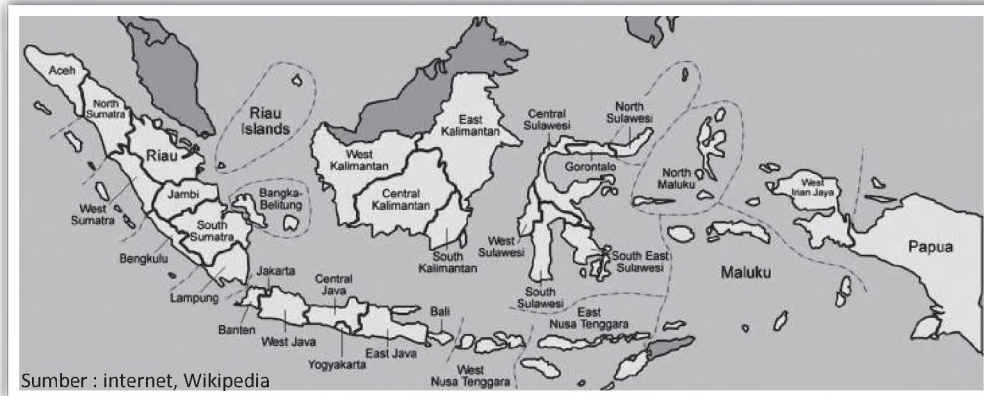 Aceh
North
Sumatra
Riau
Islands
Riau
Jambi
Bangka-
Belitung
West
Sumatra
South
Sumatra
Bengkulu
Lampung
Jakarta
Banten
Central
Java
West Java
Yogyakarta
East Java
Bali
West
Kalimantan
East
Kalimantan
Central
Kalimantan
South
Kalimantan
Central
Sulawesi
North
Sulawesi
Gorontalo
West
Sulawesi
South
Sulawesi
South East
Sulawesi
North
Maluku
West
Irian Jaya
Papua
Maluku
East
Nusa Tenggara
West
Nusa Tenggara
Sumber : internet, Wikipedia